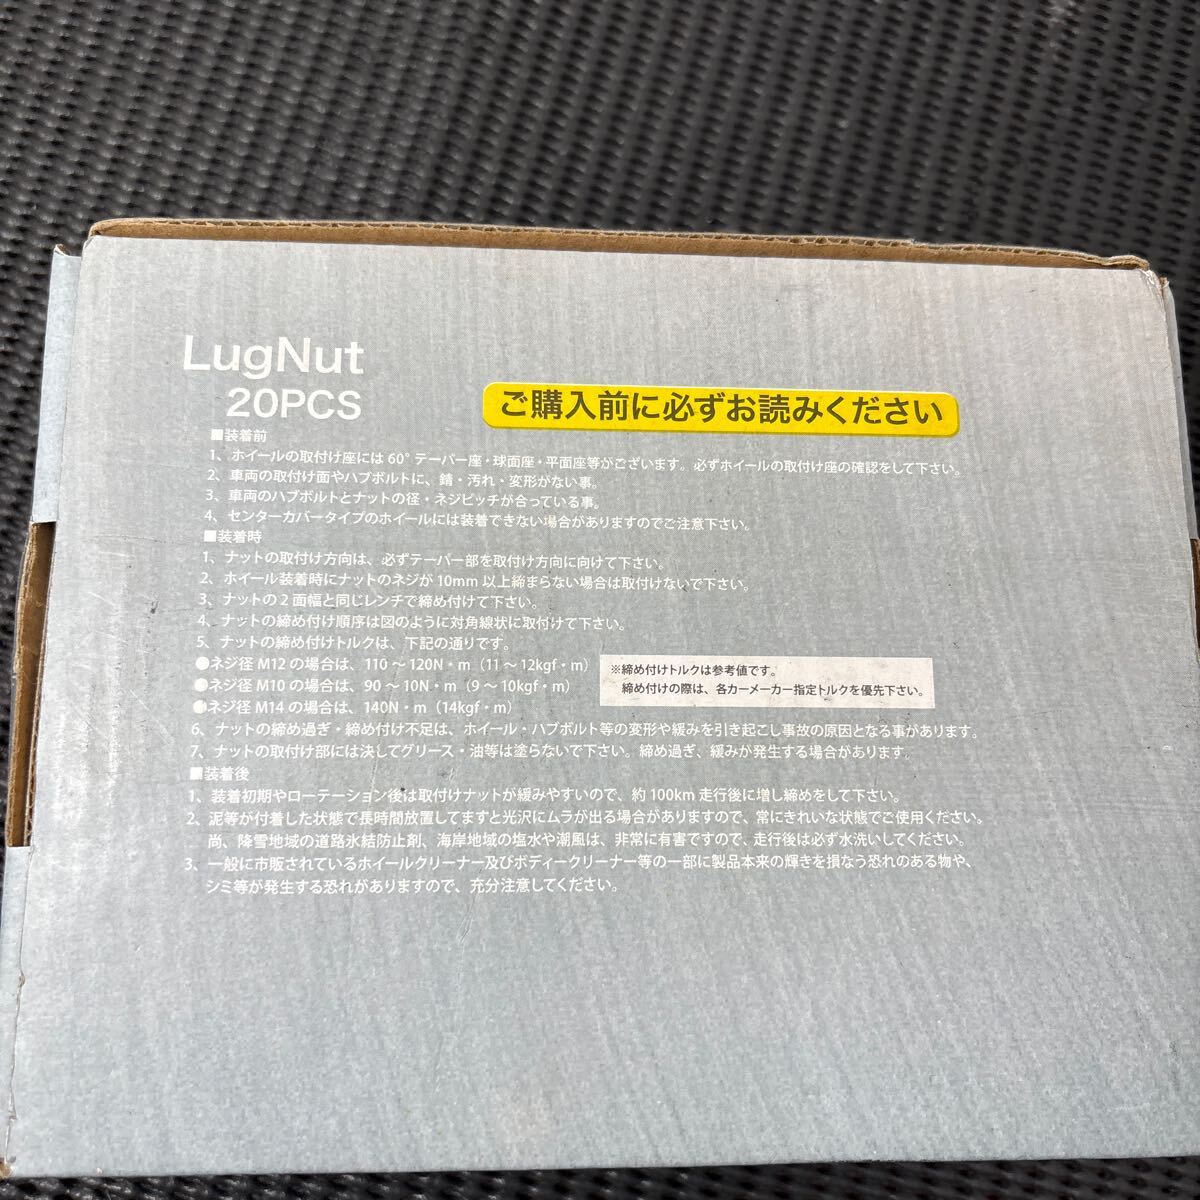 LugNut
20PCS
ご購入前に必ずお読みください
■装着前
1、ホイールの取付け座には60°テーパー座・球面座・平面座等がございます。必ずホイールの取付け座の確認をして下さい。
2、車両の取付け面やハブボルトに、錆・汚れ・変形がない事。
3、車両のハブボルトとナットの径・ネジピッチが合っている事。
4、センターカバータイプのホイールには装着できない場合がありますのでご注意下さい。
■装着時
1、ナットの取付け方向は、必ずテーパー部を取付け方向に向けて下さい。
2、ホイール装着時にナットのネジが10mm以上締まらない場合は取付けないで下さい。
3、ナットの2面幅と同じレンチで締め付けて下さい。
4、ナットの締め付け順序は図のように対角線状に取付けて下さい。
5、ナットの締め付けトルクは、下記の通りです。
●ネジ径M12の場合は、110～120N・m（11～12kgf・m）
●ネジ径M10の場合は、90～10N・m（9～10kgf・m）
●ネジ径M14の場合は、140N・m（14kgf・m）
※締め付けトルクは参考値です。
締め付けの際は、各カーメーカー指定トルクを優先下さい。
6、ナットの締め過ぎ・締め付け不足は、ホイール・ハブボルト等の変形や緩みを引き起こし事故の原因となる事があります。
7、ナットの取付け部には決してグリース・油等は塗らないで下さい。締め過ぎ、緩みが発生する場合があります。
■装着後
1、装着初期やローテーション後は取付けナットが緩みやすいので、約100km走行後に増し締めをして下さい。
2、泥等が付着した状態で長時間放置してますと光沢にムラが出る場合がありますので、常にきれいな状態でご使用ください。
尚、降雪地域の道路氷結防止剤、海岸地域の塩水や潮風は、非常に有害ですので、走行後は必ず水洗いしてください。
3、一般に市販されているホイールクリーナー及びボディークリーナー等の一部に製品本来の輝きを損なう恐れのある物や、
シミ等が発生する恐れがありますので、充分注意してください。